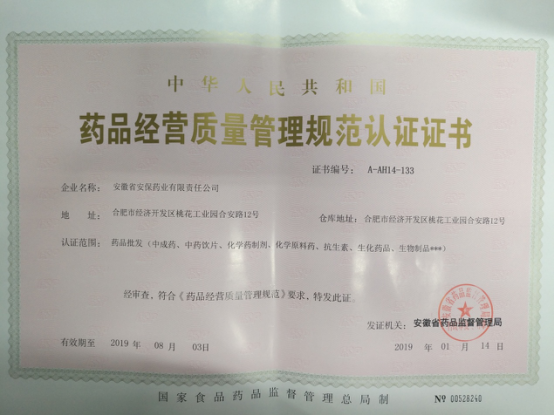 中华人民共和国
药品经营质量管理规范认证证书
证书编号： A-AH14-133
企业名称： 安徽省安保药业有限责任公司
地 址： 合肥市经济开发区桃花工业园合安路12号 仓库地址： 合肥市经济开发区桃花工业园合安路12号
认证范围： 药品批发（中成药、中药饮片、化学药制剂、化学原料药、抗生素、生化药品、生物制品***）
经审查，符合《药品经营质量管理规范》要求，特发此证。
发证机关： 安徽省药品监督管理局
有效期至 2019 年 08 月 03日 2019 年 01 月 14 日
国家食品药品监督管理总局制 № 00528240